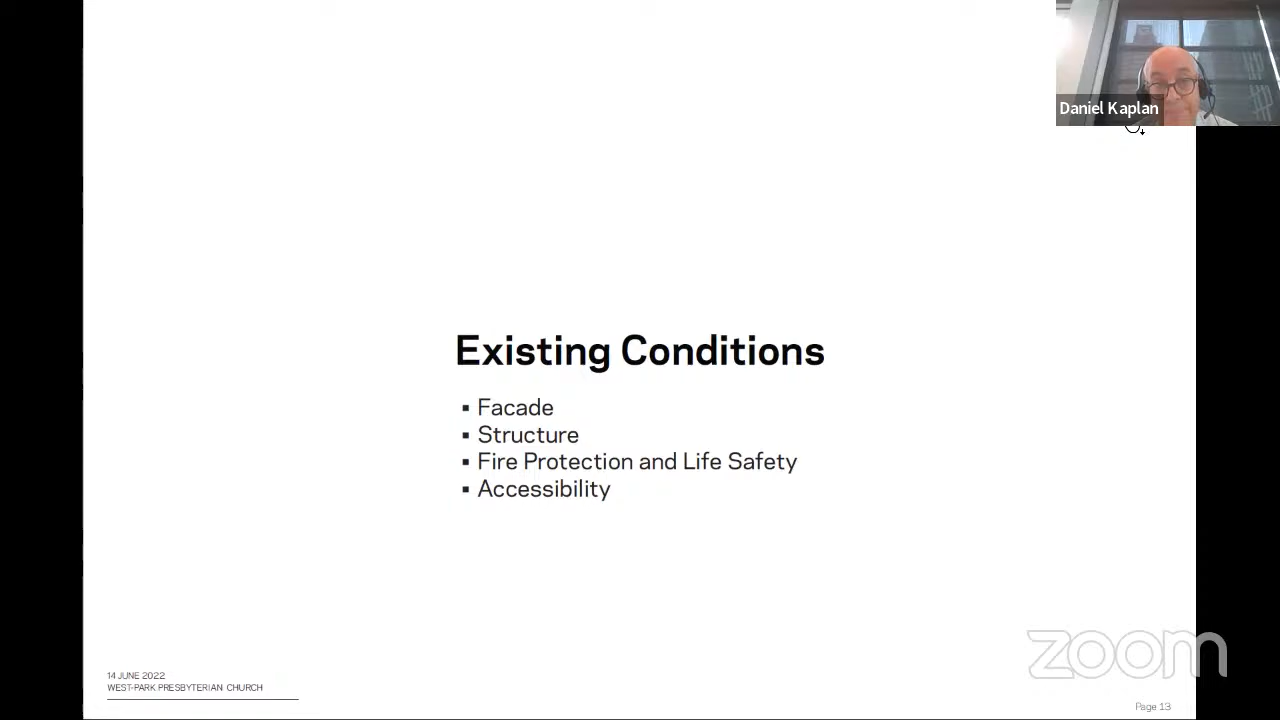 Daniel Kaplan
Existing Conditions
▪ Facade
▪ Structure
▪ Fire Protection and Life Safety
▪ Accessibility
14 JUNE 2022
WEST-PARK PRESBYTERIAN CHURCH
zoom
Page 13